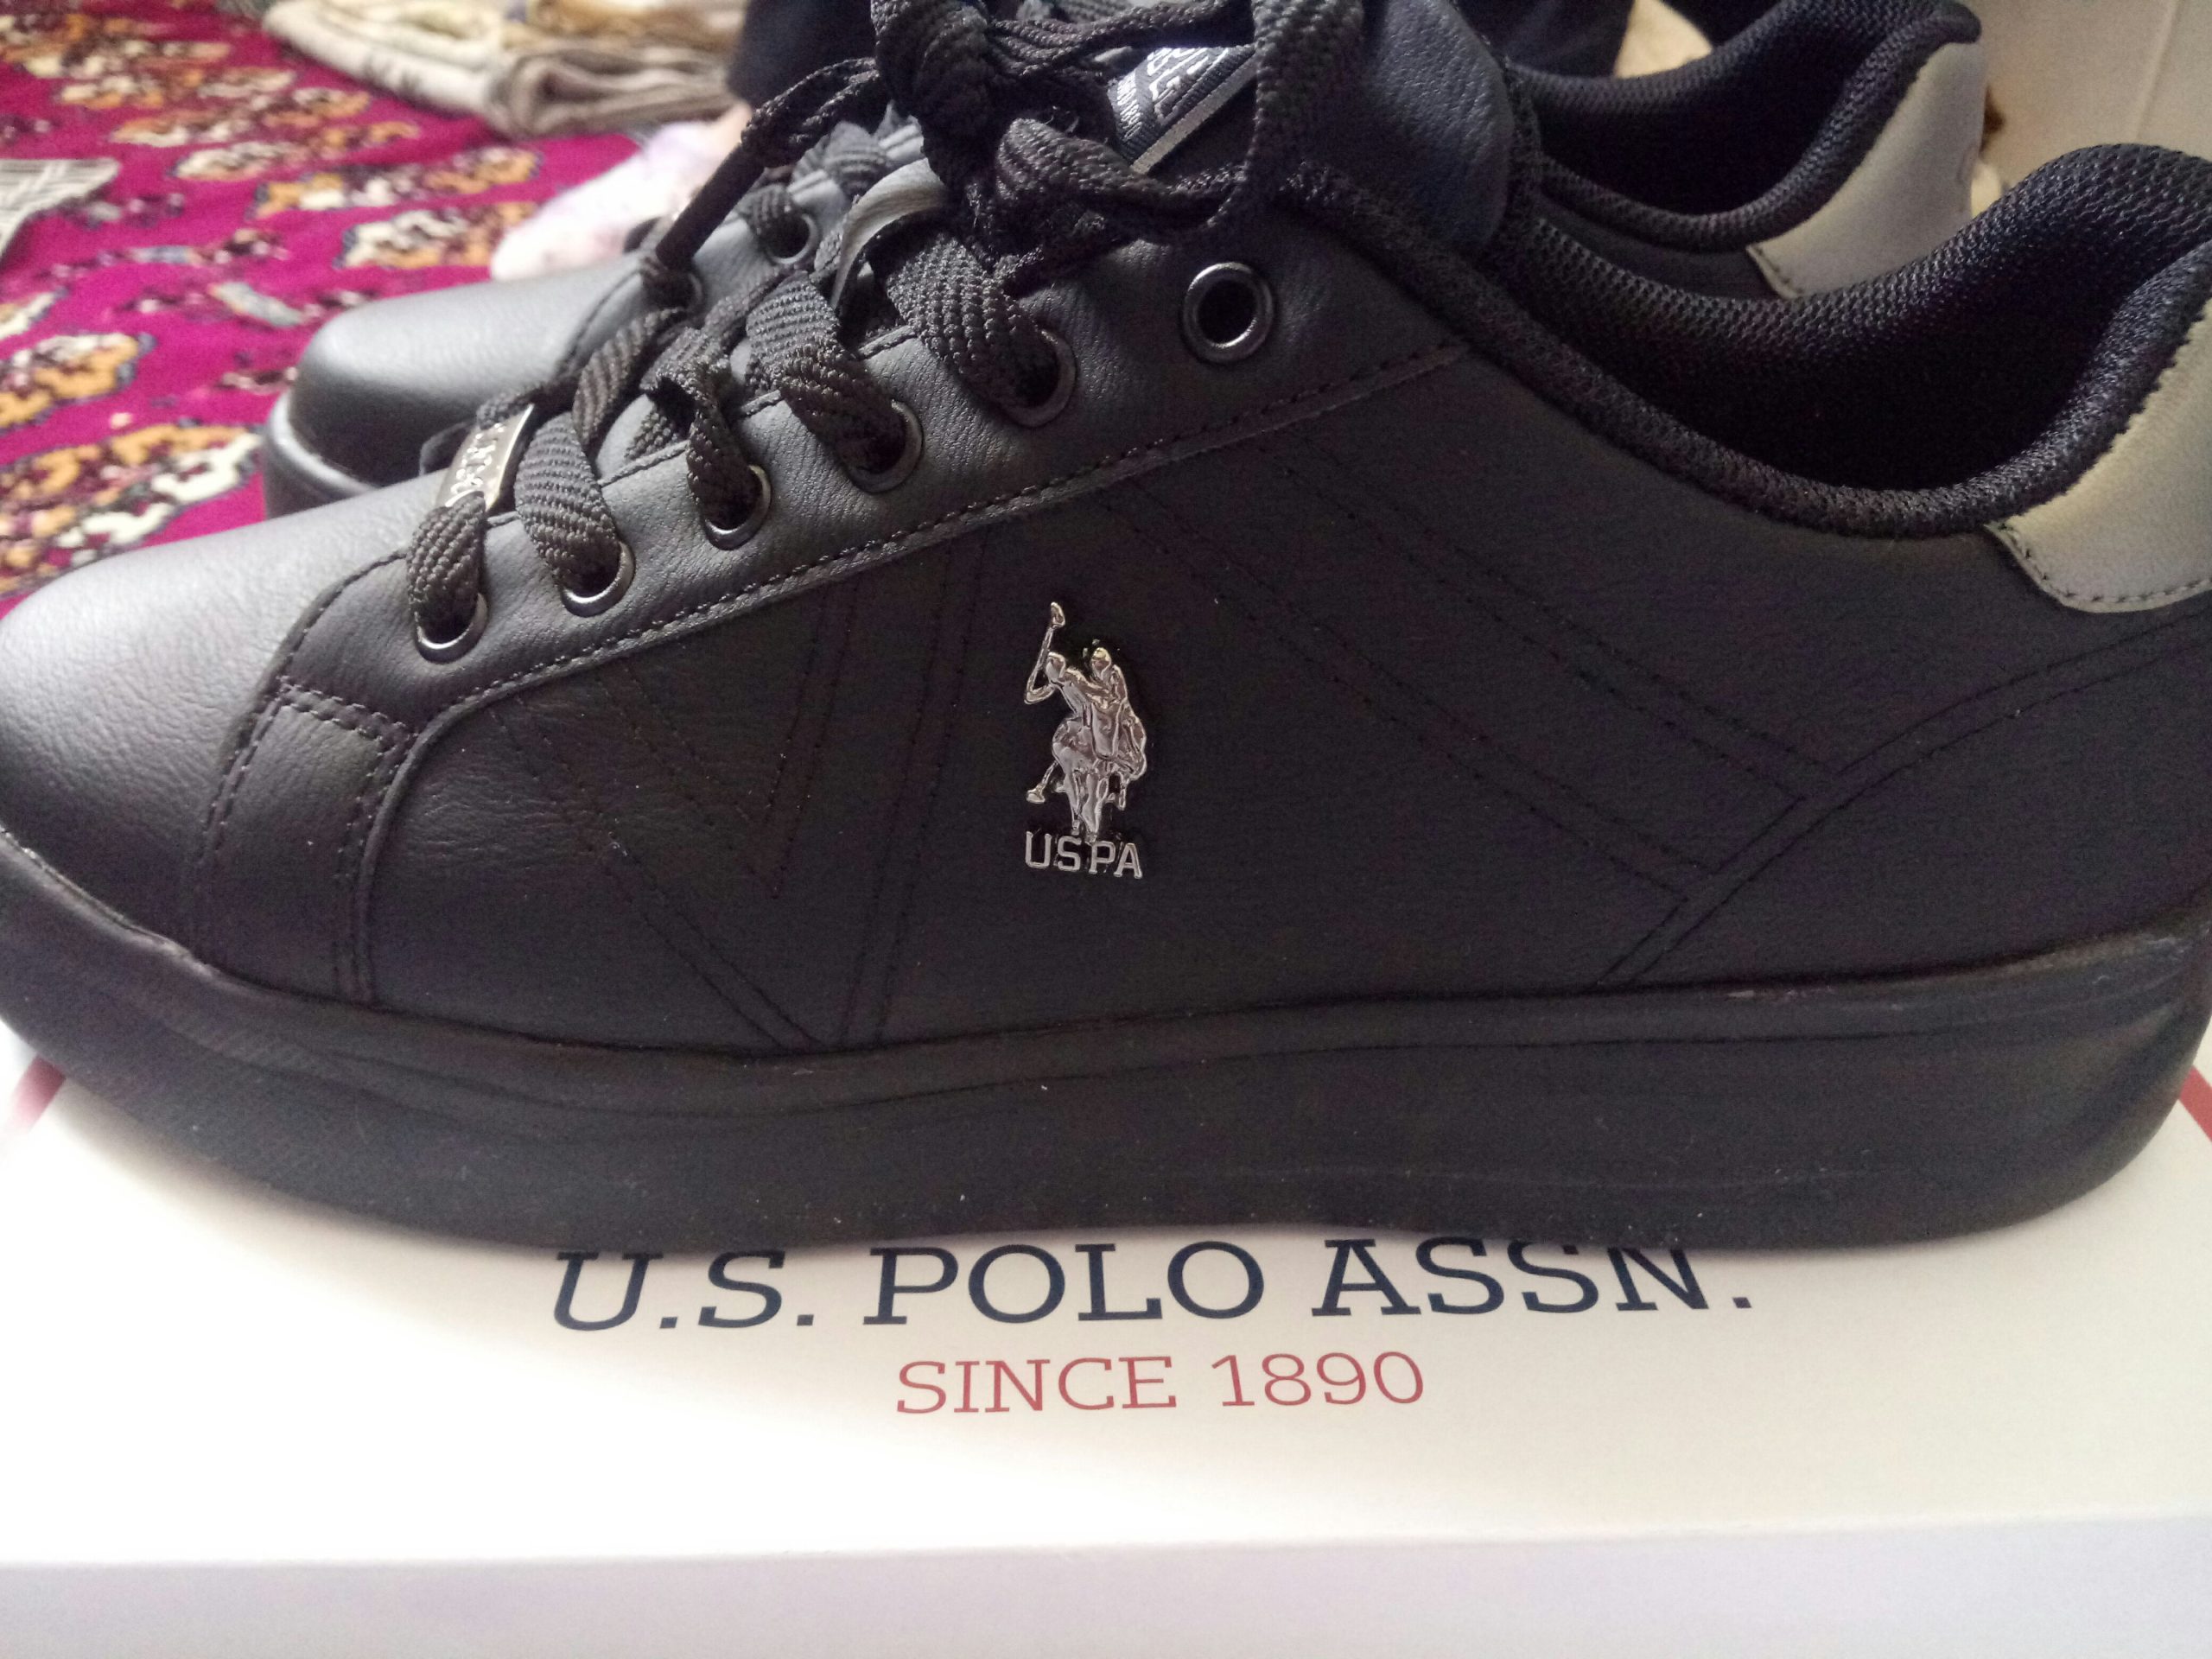 USPA
U.S. POLO ASSN.
SINCE 1890